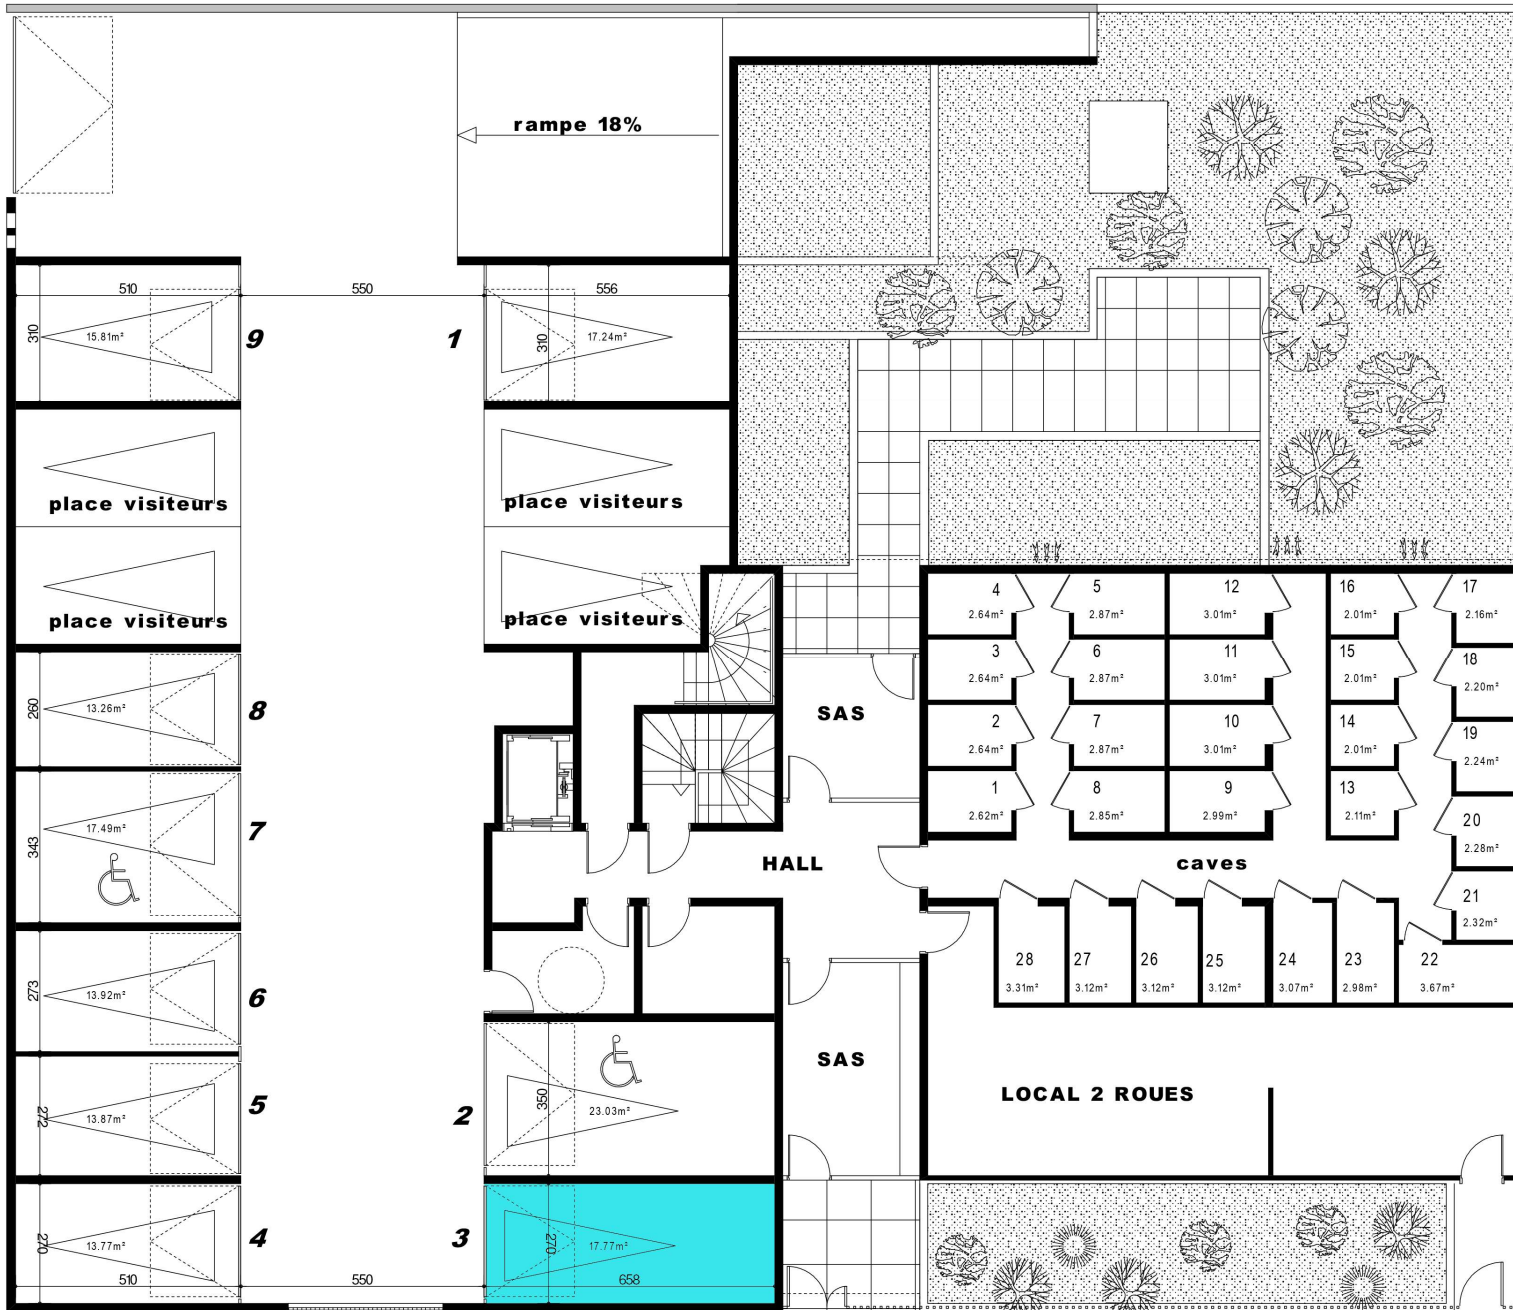 rampe 18%
510
550
556
310
15.81m²
9
1
310
17.24m²
place visiteurs
place visiteurs
place visiteurs
place visiteurs
260
13.26m²
8
343
17.49m²
7
273
13.92m²
6
272
13.87m²
5
2
350
23.03m²
270
13.77m²
4
3
270
17.77m²
510
550
658
SAS
HALL
SAS
caves
LOCAL 2 ROUES
4
2.64m²
5
2.87m²
12
3.01m²
16
2.01m²
17
2.16m²
3
2.64m²
6
2.87m²
11
3.01m²
15
2.01m²
18
2.20m²
2
2.64m²
7
2.87m²
10
3.01m²
14
2.01m²
19
2.24m²
1
2.62m²
8
2.85m²
9
2.99m²
13
2.11m²
20
2.28m²
21
2.32m²
28
3.31m²
27
3.12m²
26
3.12m²
25
3.12m²
24
3.07m²
23
2.98m²
22
3.67m²